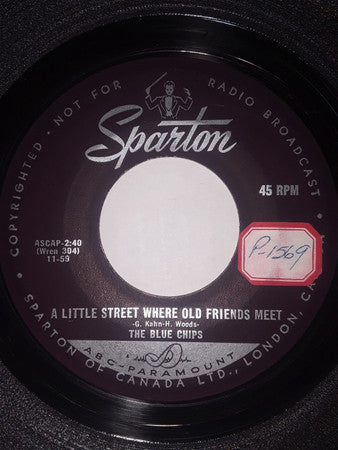 COPYRIGHTED · NOT FOR RADIO BROADCAST ·
Sparton
45 RPM
ASCAP-2:40
(Wren 304)
11-59
P-1569
A LITTLE STREET WHERE OLD FRIENDS MEET
-G. Kahn-H. Woods-
THE BLUE CHIPS
ABC-PARAMOUNT
SPARTON OF CANADA LTD., LONDON, CA